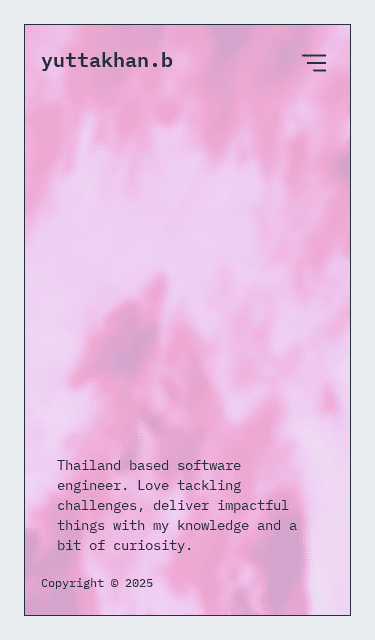 yuttakhan.b
Thailand based software
engineer. Love tackling
challenges, deliver impactful
things with my knowledge and a
bit of curiosity.
Copyright © 2025